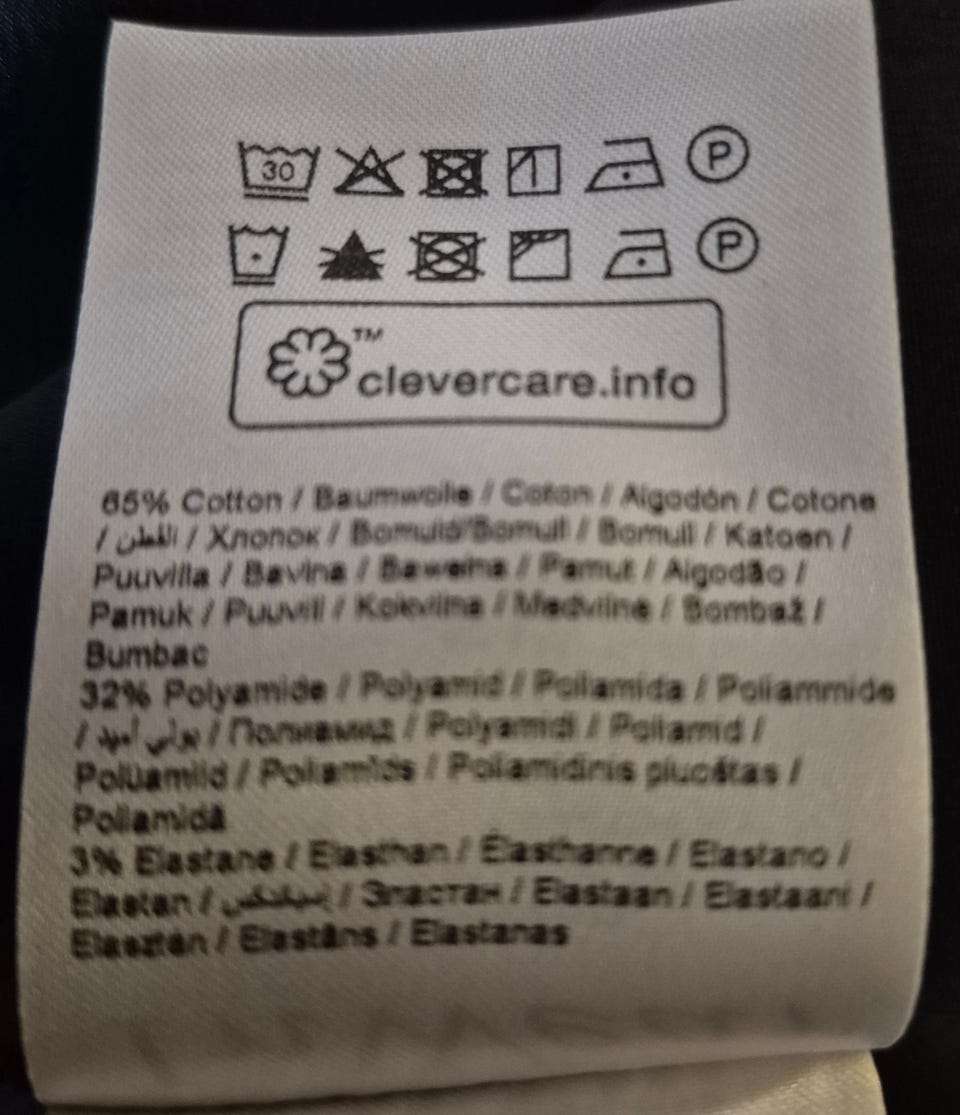 30 P
P
™
clevercare.info
65% Cotton / Baumwolle / Coton / Algodón / Cotone
/ القطن / Хлопок / Bomuld/Bomull / Bomull / Katoen /
Puuvilla / Bavlna / Bawełna / Pamut / Algodão /
Pamuk / Puuvill / Kokvilna / Medvilnė / Bombaž /
Bumbac
32% Polyamide / Polyamid / Poliamida / Poliammide
/ بولي أميد / Полиамид / Polyamidi / Poliamid /
Polüamiid / Poliamīds / Poliamidinis pluoštas /
Poliamidă
3% Elastane / Elasthan / Élasthanne / Elastano /
Elastan / / Эластан / Elastaan / Elastaani /
Elasztán / Elastāns / Elastanas